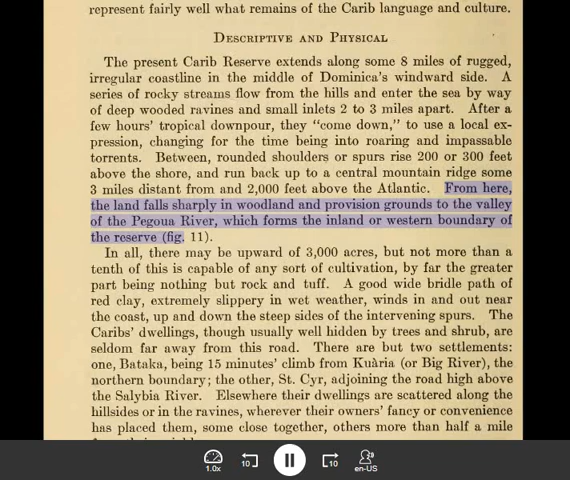 represent fairly well what remains of the Carib language and culture.
Descriptive and Physical
The present Carib Reserve extends along some 8 miles of rugged,
irregular coastline in the middle of Dominica's windward side. A
series of rocky streams flow from the hills and enter the sea by way
of deep wooded ravines and small inlets 2 to 3 miles apart. After a
few hours' tropical downpour, they "come down," to use a local ex-
pression, changing for the time being into roaring and impassable
torrents. Between, rounded shoulders or spurs rise 200 or 300 feet
above the shore, and run back up to a central mountain ridge some
3 miles distant from and 2,000 feet above the Atlantic. From here,
the land falls sharply in woodland and provision grounds to the valley
of the Pegoua River, which forms the inland or western boundary of
the reserve (fig. 11).
In all, there may be upward of 3,000 acres, but not more than a
tenth of this is capable of any sort of cultivation, by far the greater
part being nothing but rock and tuff. A good wide bridle path of
red clay, extremely slippery in wet weather, winds in and out near
the coast, up and down the steep sides of the intervening spurs. The
Caribs' dwellings, though usually well hidden by trees and shrub, are
seldom far away from this road. There are but two settlements:
one, Bataka, being 15 minutes' climb from Kuària (or Big River), the
northern boundary; the other, St. Cyr, adjoining the road high above
the Salybia River. Elsewhere their dwellings are scattered along the
hillsides or in the ravines, wherever their owners' fancy or convenience
has placed them, some close together, others more than half a mile
1.0x
10
10
en-US